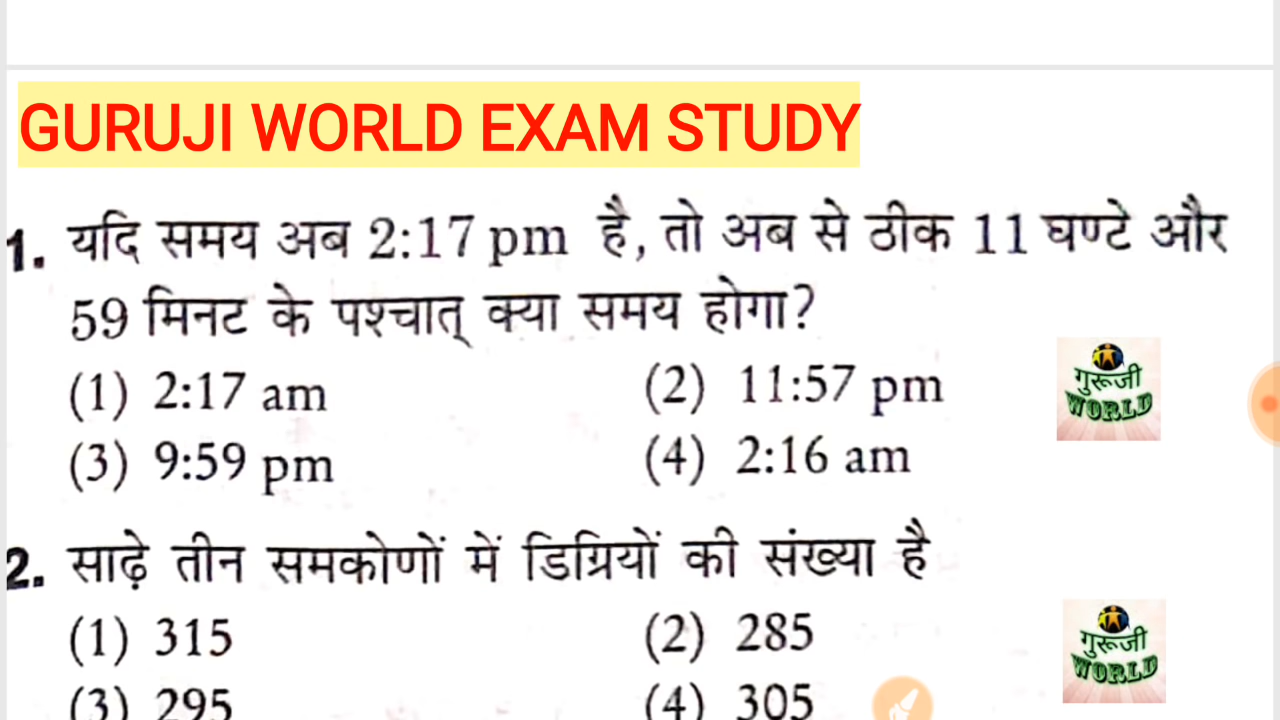 GURUJI WORLD EXAM STUDY
1. यदि समय अब 2:17 pm है, तो अब से ठीक 11 घण्टे और
59 मिनट के पश्चात् क्या समय होगा?
(1) 2:17 am (2) 11:57 pm
(3) 9:59 pm (4) 2:16 am
गुरूजी
WORLD
2. साढ़े तीन समकोणों में डिग्रियों की संख्या है
(1) 315 (2) 285
(3) 295 (4) 305
गुरूजी
WORLD